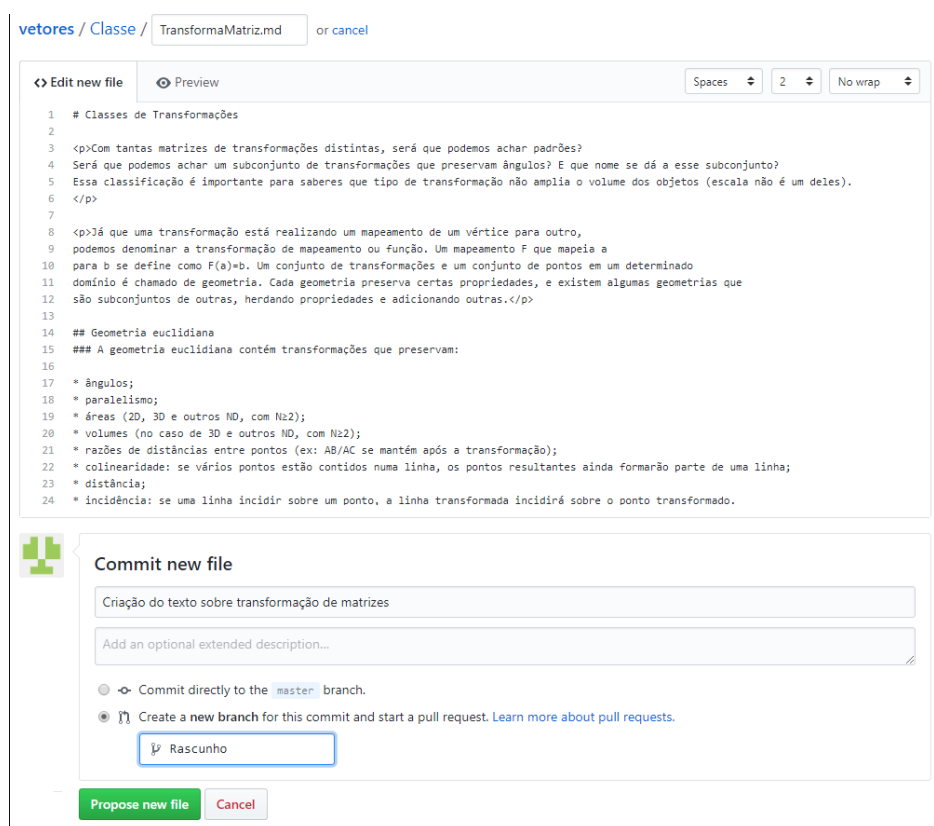 vetores / Classe / TransformaMatriz.md or cancel
<> Edit new file Preview Spaces 2 No wrap
1 # Classes de Transformações
2
3 <p>Com tantas matrizes de transformações distintas, será que podemos achar padrões?
4 Será que podemos achar um subconjunto de transformações que preservam ângulos? E que nome se dá a esse subconjunto?
5 Essa classificação é importante para saberes que tipo de transformação não amplia o volume dos objetos (escala não é um deles).
6 </p>
7
8 <p>Já que uma transformação está realizando um mapeamento de um vértice para outro,
9 podemos denominar a transformação de mapeamento ou função. Um mapeamento F que mapeia a
10 para b se define como F(a)=b. Um conjunto de transformações e um conjunto de pontos em um determinado
11 domínio é chamado de geometria. Cada geometria preserva certas propriedades, e existem algumas geometrias que
12 são subconjuntos de outras, herdando propriedades e adicionando outras.</p>
13
14 ## Geometria euclidiana
15 ### A geometria euclidiana contém transformações que preservam:
16
17 * ângulos;
18 * paralelismo;
19 * áreas (2D, 3D e outros ND, com N≥2);
20 * volumes (no caso de 3D e outros ND, com N≥2);
21 * razões de distâncias entre pontos (ex: AB/AC se mantém após a transformação);
22 * colinearidade: se vários pontos estão contidos numa linha, os pontos resultantes ainda formarão parte de uma linha;
23 * distância;
24 * incidência: se uma linha incidir sobre um ponto, a linha transformada incidirá sobre o ponto transformado.
Commit new file
Criação do texto sobre transformação de matrizes
Add an optional extended description...
Commit directly to the master branch.
Create a new branch for this commit and start a pull request. Learn more about pull requests.
Rascunho
Propose new file Cancel